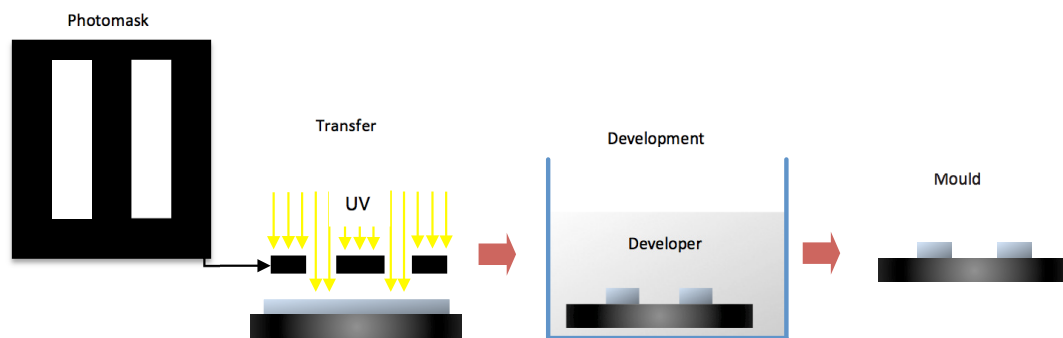 Photomask
Transfer
UV
Development
Developer
Mould